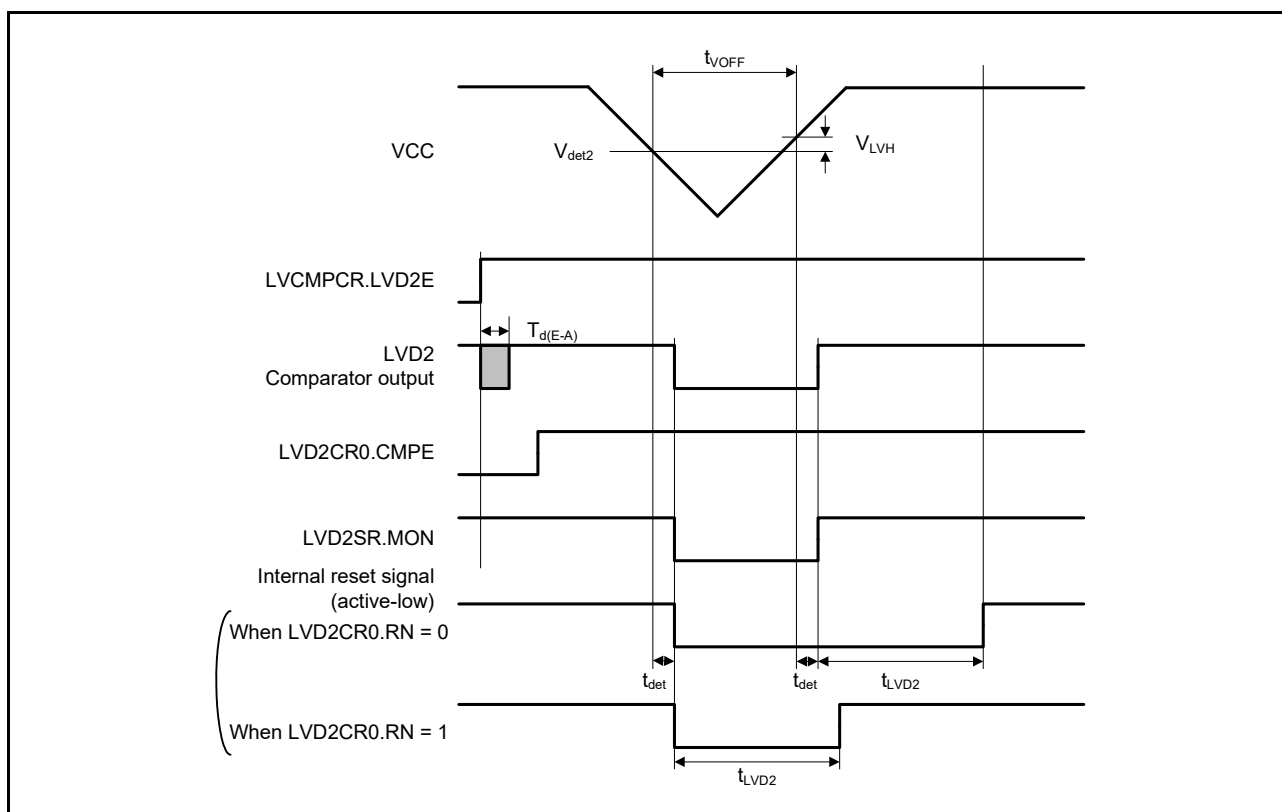 tVOFF
VCC
Vdet2
VLVH
LVCMPCR.LVD2E
Td(E-A)
LVD2
Comparator output
LVD2CR0.CMPE
LVD2SR.MON
Internal reset signal
(active-low)
When LVD2CR0.RN = 0
tdet
tdet
tLVD2
When LVD2CR0.RN = 1
tLVD2